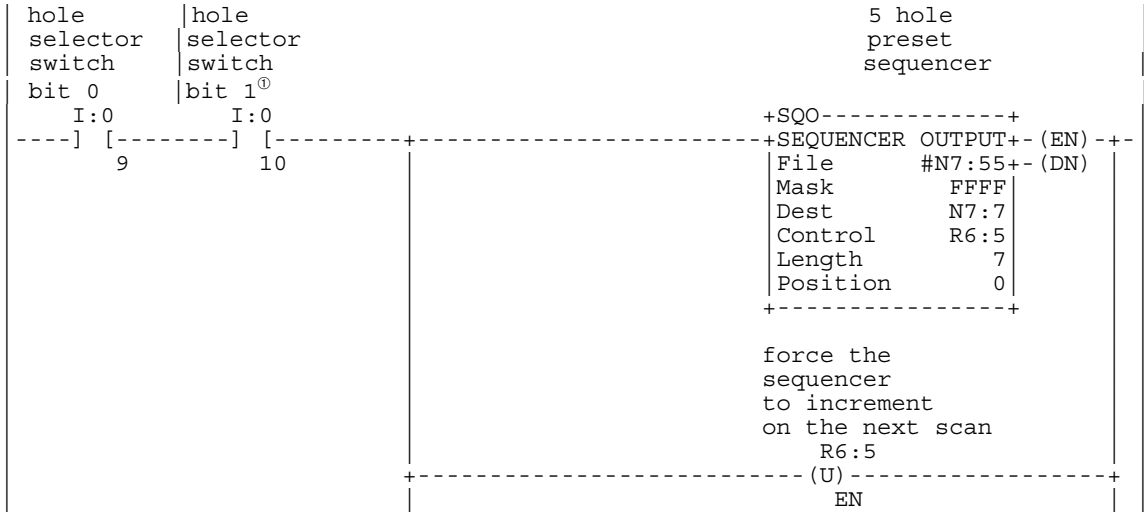 | hole |hole 5 hole |
| selector |selector preset |
| switch |switch sequencer |
| bit 0 |bit 1① |
| I:0 I:0 +SQO--------------+ |
|----] [--------] [---------+------------------------+SEQUENCER OUTPUT+-(EN)-+-|
| 9 10 | |File #N7:55+-(DN) | |
| | |Mask FFFF| | |
| | |Dest N7:7| | |
| | |Control R6:5| | |
| | |Length 7| | |
| | |Position 0| | |
| | +-----------------+ | |
| | force the | |
| | sequencer | |
| | to increment | |
| | on the next scan | |
| | R6:5 | |
| +---------------------------(U)------------------+ |
| | EN | |